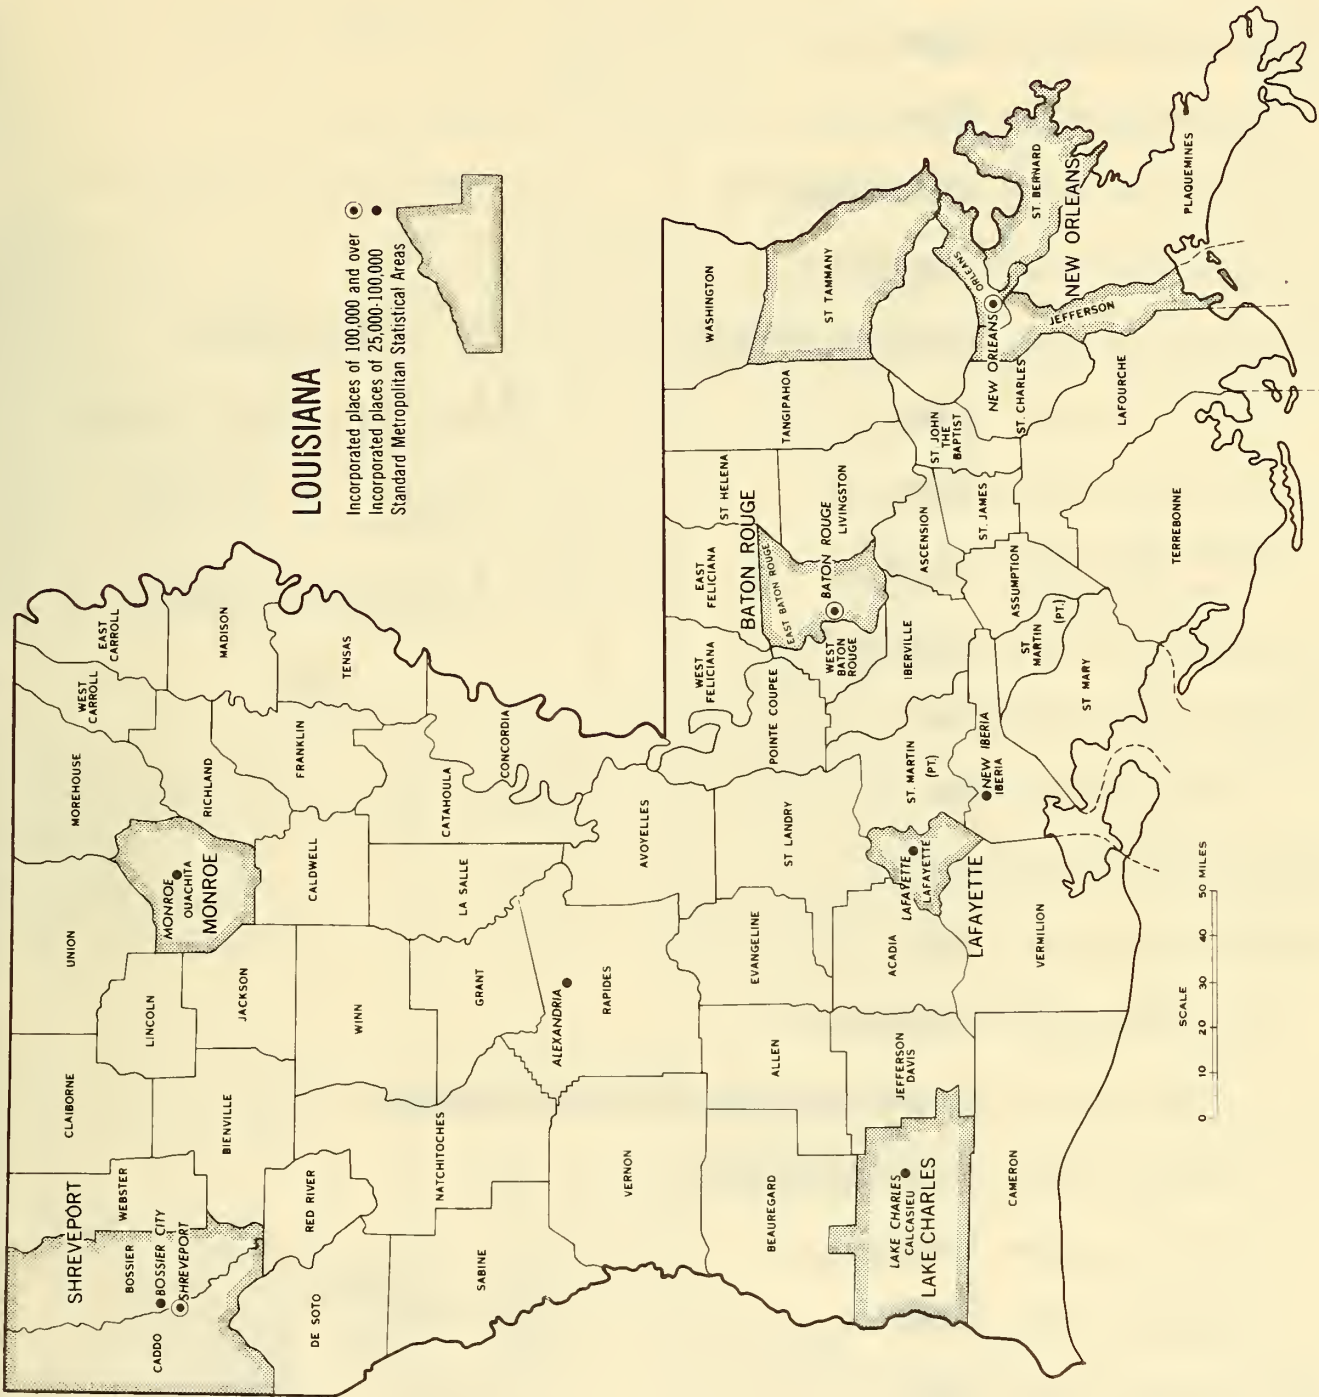 LOUISIANA
Incorporated places of 100,000 and over
Incorporated places of 25,000-100,000
Standard Metropolitan Statistical Areas
SHREVEPORT
CADDO
BOSSIER
BOSSIER CITY
SHREVEPORT
WEBSTER
CLAIBORNE
UNION
MOREHOUSE
WEST
CARROLL
EAST
CARROLL
LINCOLN
MONROE
OUACHITA
MONROE
RICHLAND
MADISON
BIENVILLE
JACKSON
DE SOTO
RED RIVER
WINN
CALDWELL
FRANKLIN
TENSAS
NATCHITOCHES
SABINE
GRANT
LA SALLE
CATAHOULA
CONCORDIA
VERNON
ALEXANDRIA
RAPIDES
AVOYELLES
BEAUREGARD
ALLEN
EVANGELINE
ST LANDRY
POINTE COUPEE
WEST
FELICIANA
EAST
FELICIANA
ST HELENA
TANGIPAHOA
WASHINGTON
BATON ROUGE
EAST BATON ROUGE
BATON ROUGE
WEST
BATON
ROUGE
LIVINGSTON
ST TAMMANY
LAKE CHARLES
CALCASIEU
LAKE CHARLES
JEFFERSON
DAVIS
ACADIA
LAFAYETTE
LAFAYETTE
LAFAYETTE
ST. MARTIN
(PT.)
IBERVILLE
ASCENSION
ST. JOHN
THE
BAPTIST
ST. JAMES
ST. CHARLES
NEW ORLEANS
ORLEANS
ST. BERNARD
NEW ORLEANS
JEFFERSON
PLAQUEMINES
CAMERON
VERMILION
NEW IBERIA
IBERIA
ST
MARTIN
(PT.)
ASSUMPTION
ST MARY
LAFOURCHE
TERREBONNE
SCALE
0 10 20 30 40 50 MILES